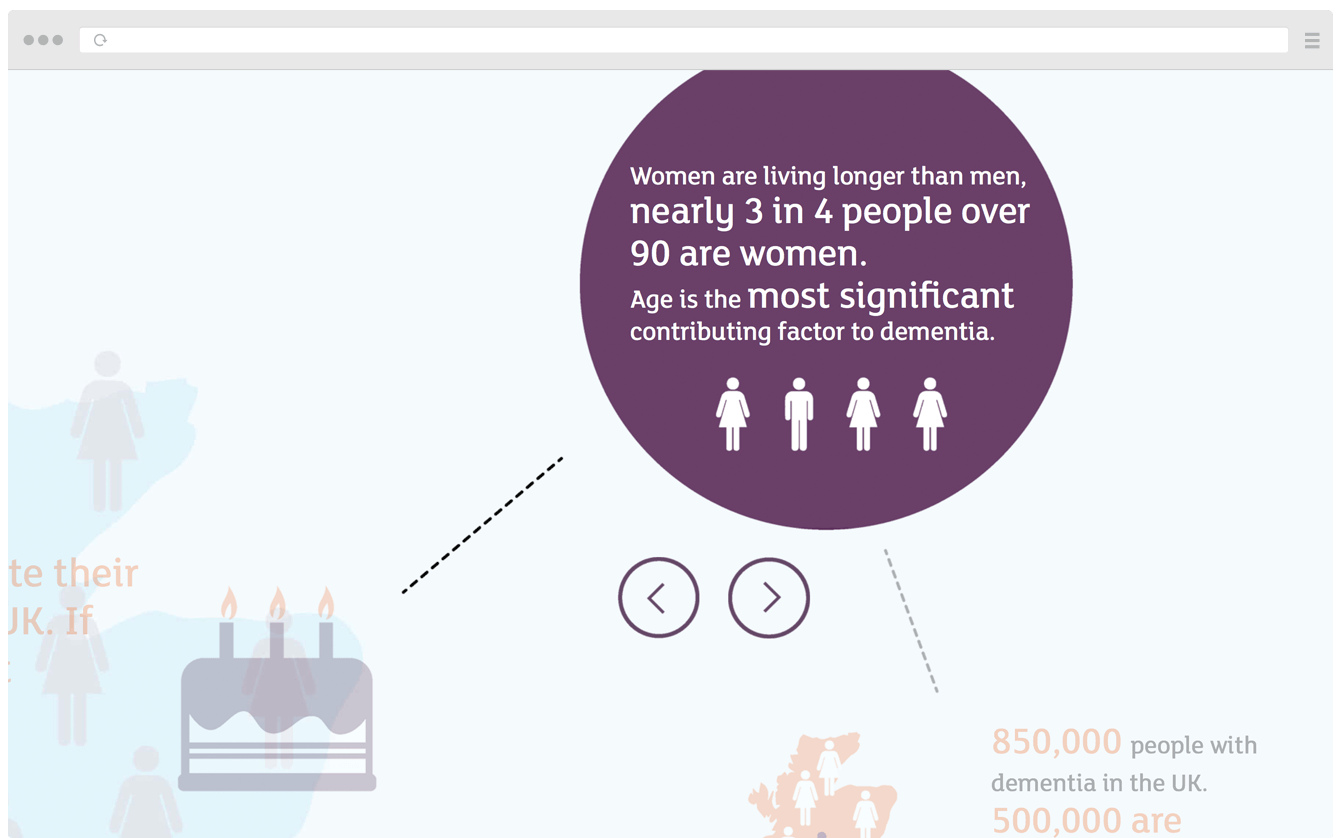 Women are living longer than men,
nearly 3 in 4 people over
90 are women.
Age is the most significant
contributing factor to dementia.
te their
UK. If
850,000 people with
dementia in the UK.
500,000 are